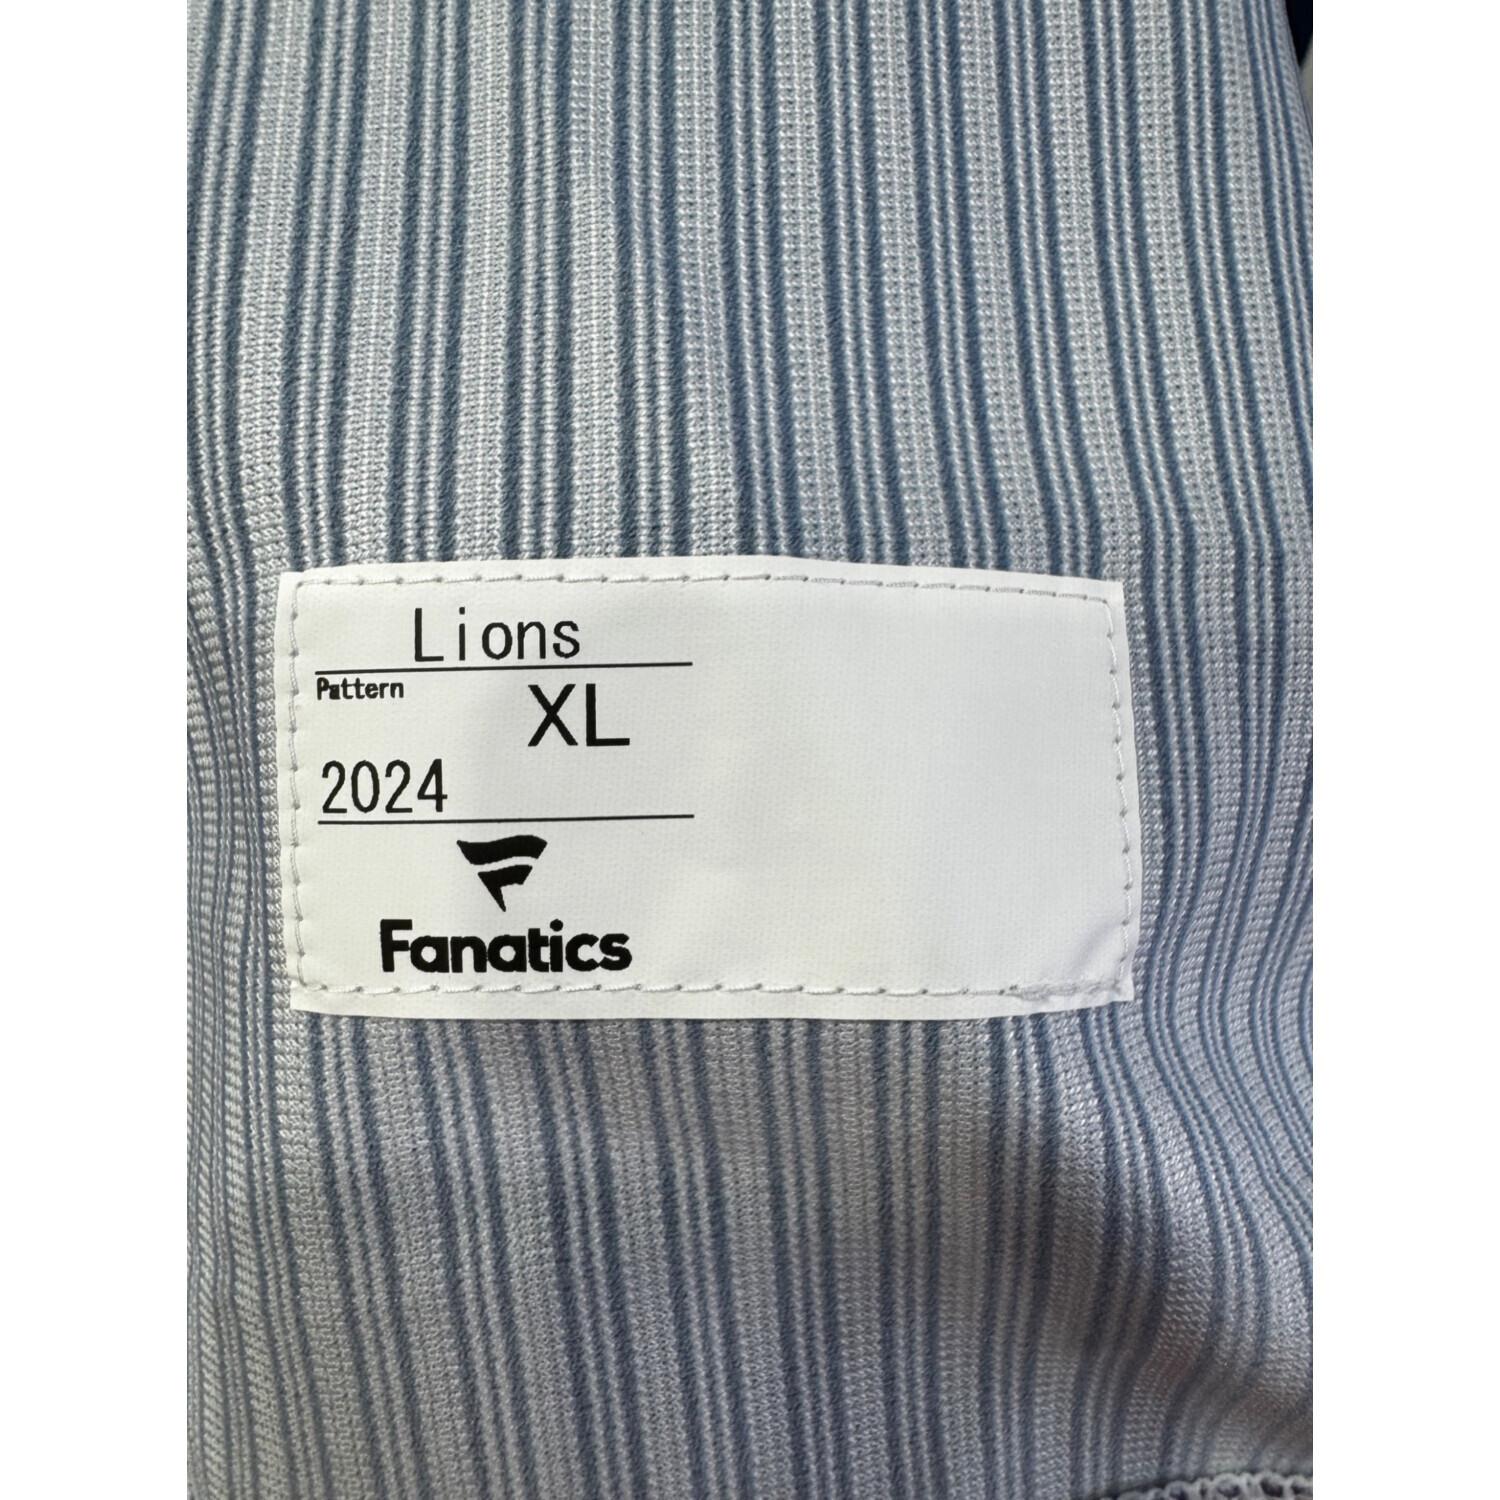 Lions
Pattern
XL
2024
Fanatics